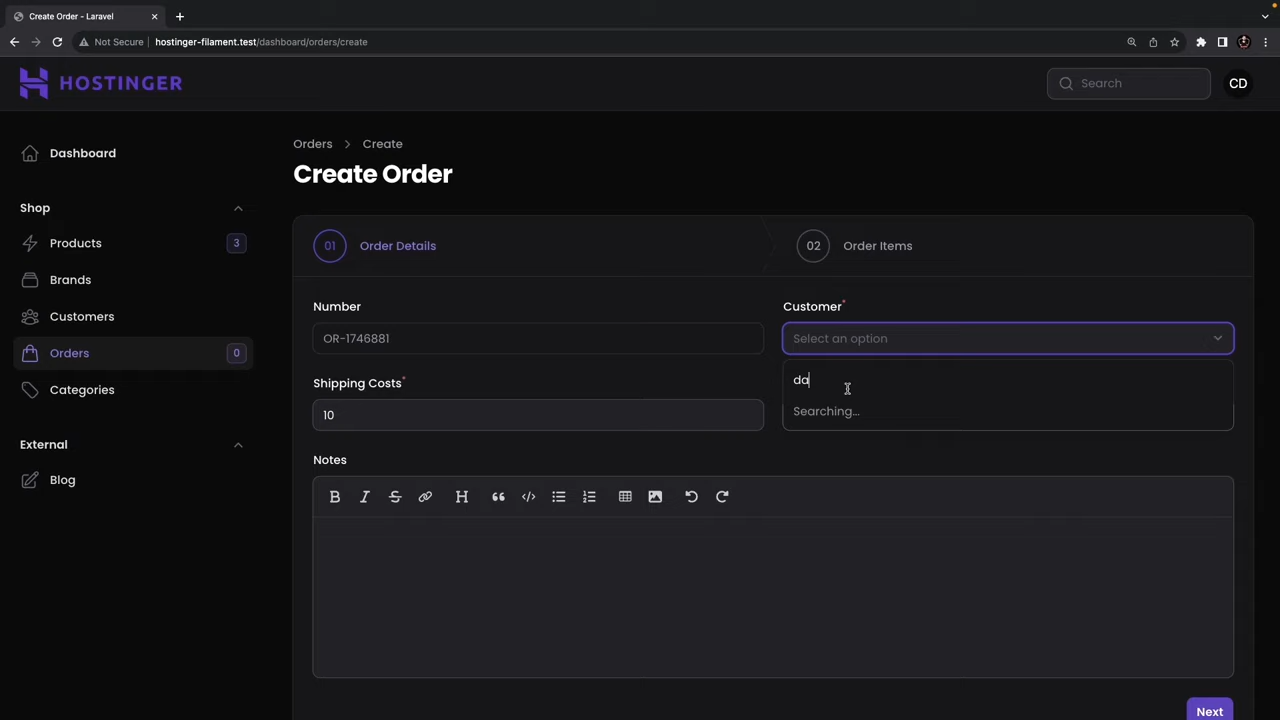 Create Order - Laravel
Not Secure
hostinger-filament.test/dashboard/orders/create
HOSTINGER
Search
CD
Dashboard
Shop
Products 3
Brands
Customers
Orders 0
Categories
External
Blog
Orders > Create
Create Order
01 Order Details
02 Order Items
Number
OR-1746881
Customer*
Select an option
da
Searching...
Shipping Costs*
10
Notes
Next